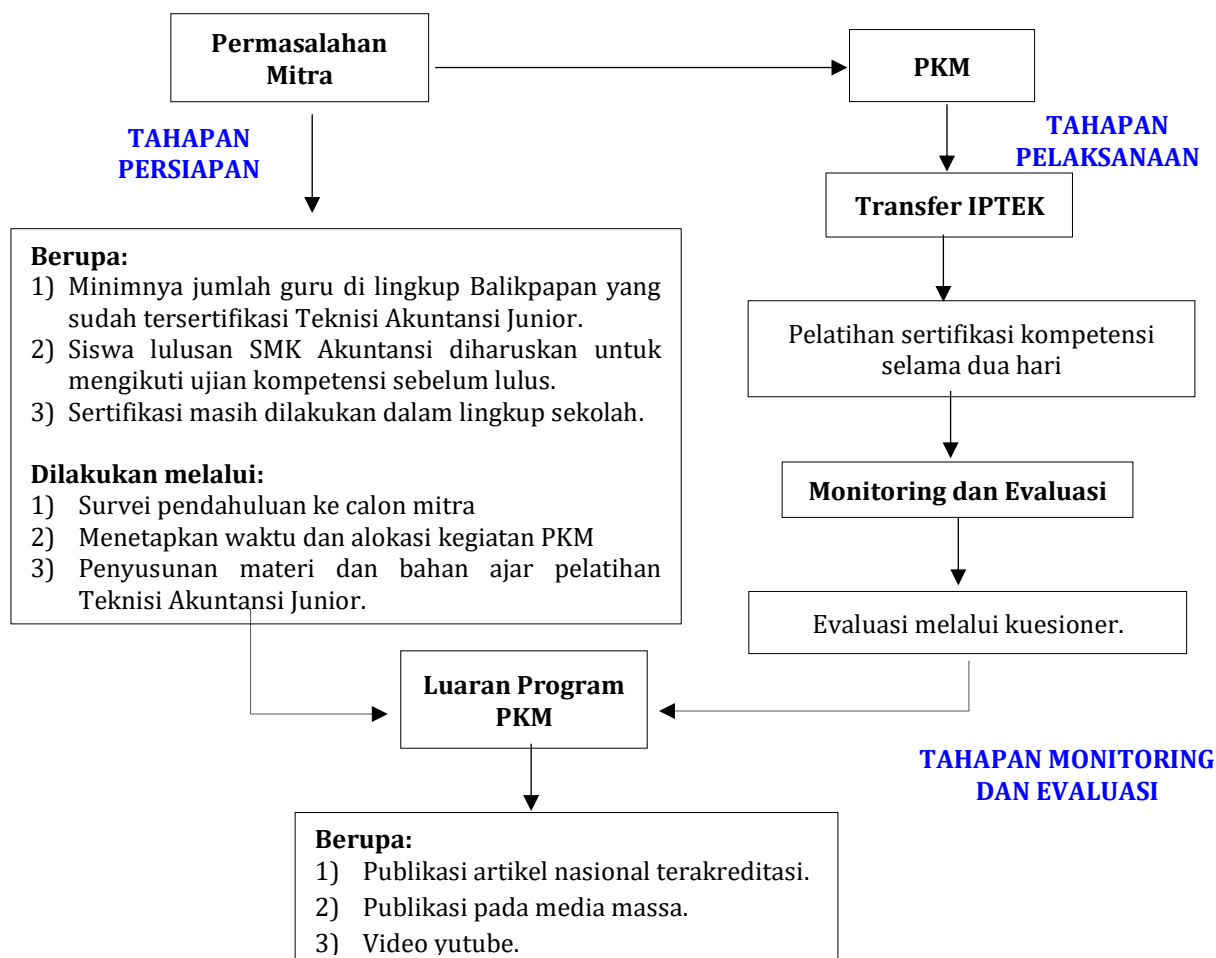 Permasalahan
Mitra
PKM
TAHAPAN
PERSIAPAN
TAHAPAN
PELAKSANAAN
Transfer IPTEK
Berupa:
1) Minimnya jumlah guru di lingkup Balikpapan yang
sudah tersertifikasi Teknisi Akuntansi Junior.
2) Siswa lulusan SMK Akuntansi diharuskan untuk
mengikuti ujian kompetensi sebelum lulus.
3) Sertifikasi masih dilakukan dalam lingkup sekolah.
Dilakukan melalui:
1) Survei pendahuluan ke calon mitra
2) Menetapkan waktu dan alokasi kegiatan PKM
3) Penyusunan materi dan bahan ajar pelatihan
Teknisi Akuntansi Junior.
Pelatihan sertifikasi kompetensi
selama dua hari
Monitoring dan Evaluasi
Evaluasi melalui kuesioner.
Luaran Program
PKM
TAHAPAN MONITORING
DAN EVALUASI
Berupa:
1) Publikasi artikel nasional terakreditasi.
2) Publikasi pada media massa.
3) Video yutube.